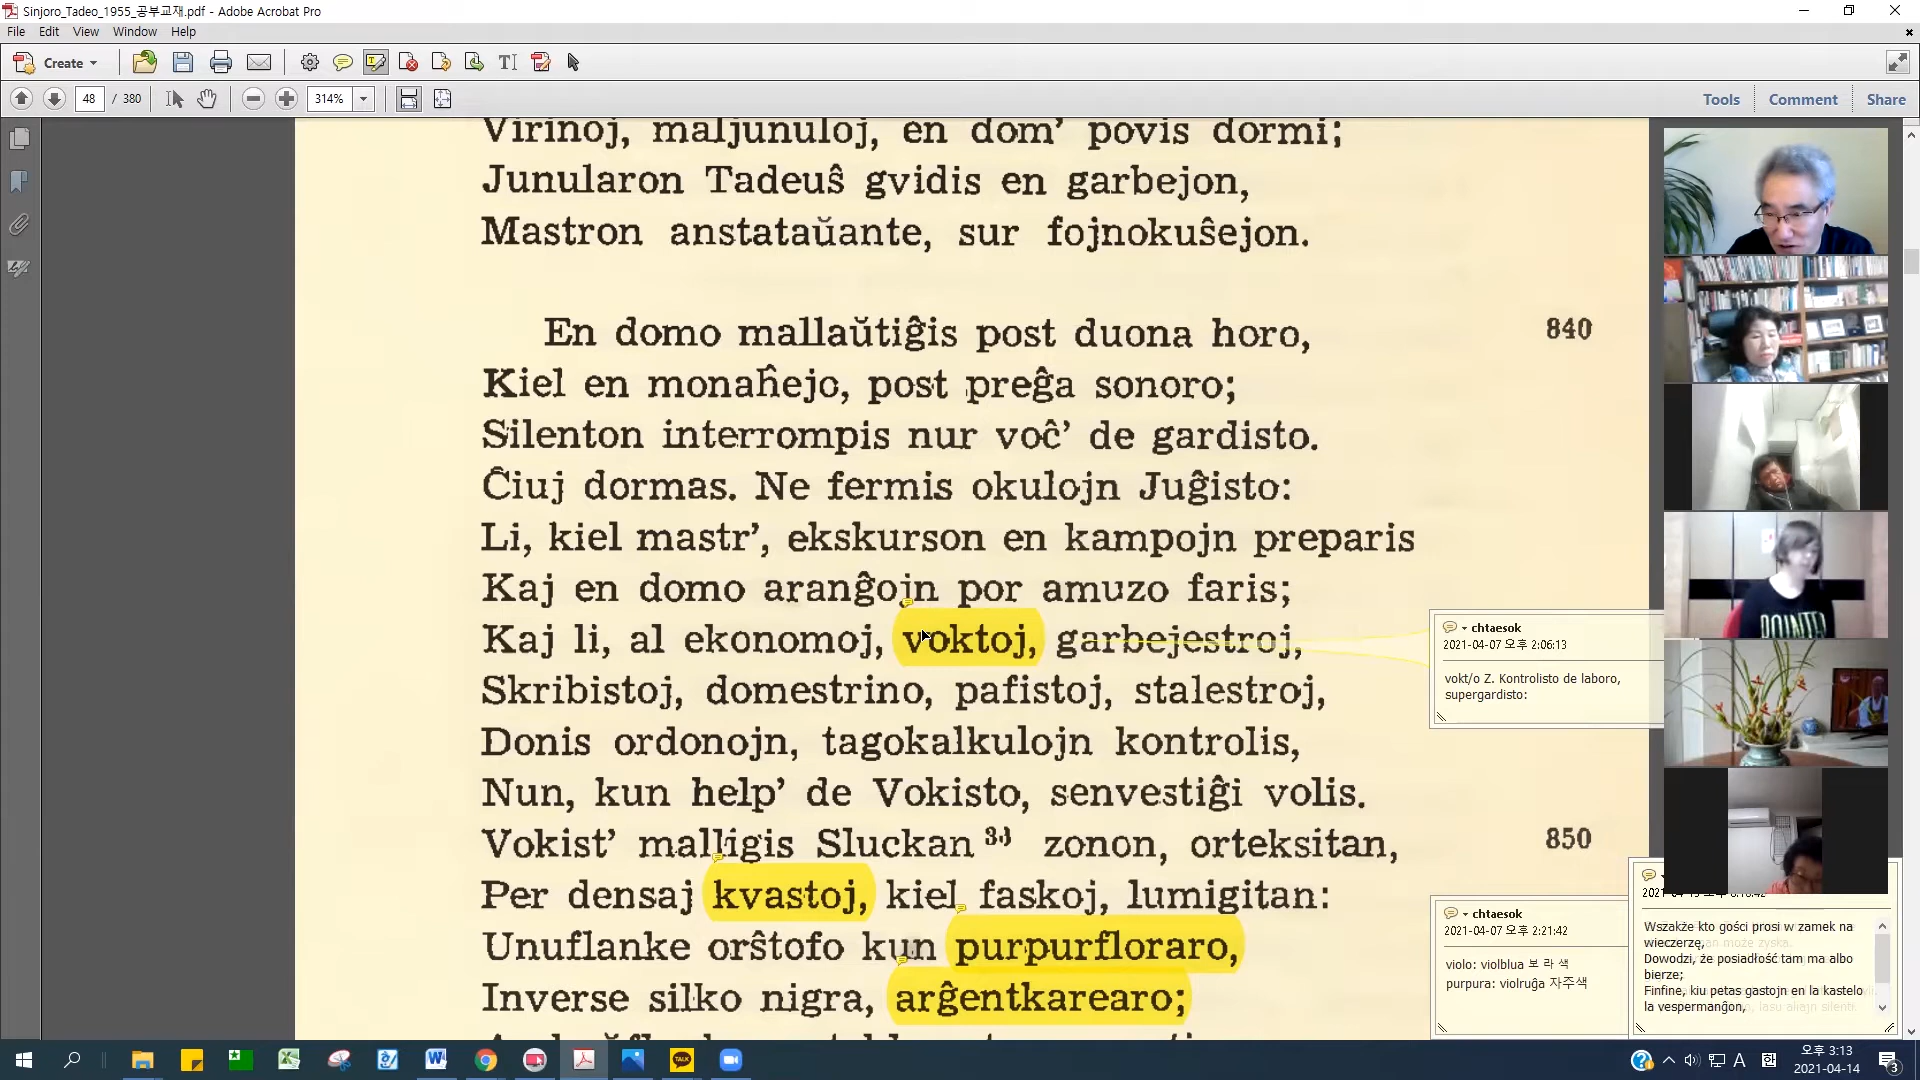 Sinjoro_Tadeo_1955_공부교재.pdf - Adobe Acrobat Pro
File Edit View Window Help
Create
48 / 380 314% Tools Comment Share
Virinoj, maljunuloj, en dom’ povis dormi;
Junularon Tadeuŝ gvidis en garbejon,
Mastron anstataŭante, sur fojnokuŝejon.
En domo mallaŭtiĝis post duona horo, 840
Kiel en monaĥejo, post preĝa sonoro;
Silenton interrompis nur voĉ’ de gardisto.
Ĉiuj dormas. Ne fermis okulojn Juĝisto:
Li, kiel mastr’, ekskurson en kampojn preparis
Kaj en domo aranĝojn por amuzo faris;
Kaj li, al ekonomoj, voktoj, garbejestroj,
Skribistoj, domestrino, pafistoj, stalestroj,
Donis ordonojn, tagokalkulojn kontrolis,
Nun, kun help’ de Vokisto, senvestiĝi volis.
Vokist’ malligis Sluckan 34 zonon, orteksitan, 850
Per densaj kvastoj, kiel faskoj, lumigitan:
Unuflanke orŝtofo kun purpurfloraro,
Inverse silko nigra, arĝentkarearo;
chtaesok
2021-04-07 오후 2:06:13
vokt/o Z. Kontrolisto de laboro,
supergardisto:
chtaesok
2021-04-07 오후 2:21:42
violo: violblua 보 라 색
purpura: violruĝa 자주색
Wszakże kto gości prosi w zamek na
wieczerzę,
Dowodzi, że posiadłość tam ma albo
bierze;
Finfine, kiu petas gastojn en la kastelo
la vespermanĝon,
TALK
A 한
오후 3:13
2021-04-14
3